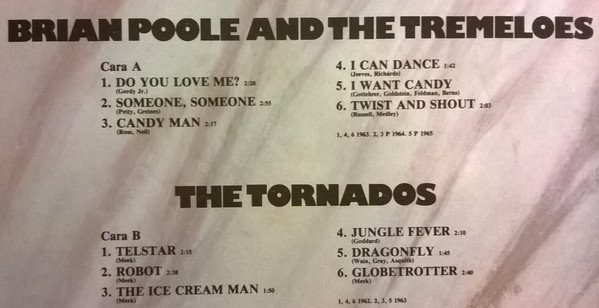 BRIAN POOLE AND THE TREMELOES
Cara A
1. DO YOU LOVE ME? 2:20
(Gordy Jr.)
2. SOMEONE, SOMEONE 2:55
(Petty, Greines)
3. CANDY MAN 2:17
(Ross, Neil)
4. I CAN DANCE 1:42
(Jeeves, Richards)
5. I WANT CANDY
(Gottehrer, Goldstein, Feldman, Berns)
6. TWIST AND SHOUT 2:03
(Russell, Medley)
1, 4, 6 1963. 2, 3 P 1964. 5 P 1965
THE TORNADOS
Cara B
1. TELSTAR 2:15
(Meek)
2. ROBOT 2:38
(Meek)
3. THE ICE CREAM MAN 1:50
(Meek)
4. JUNGLE FEVER 2:10
(Goddard)
5. DRAGONFLY 1:45
(Wain, Gray, Asquith)
6. GLOBETROTTER 2:40
(Meek)
1, 4, 6 1962. 2, 3, 5 1963